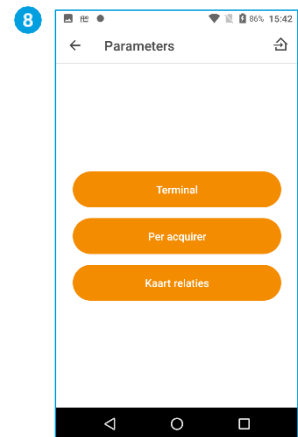 8
86% 15:42
Parameters
Terminal
Per acquirer
Kaart relaties